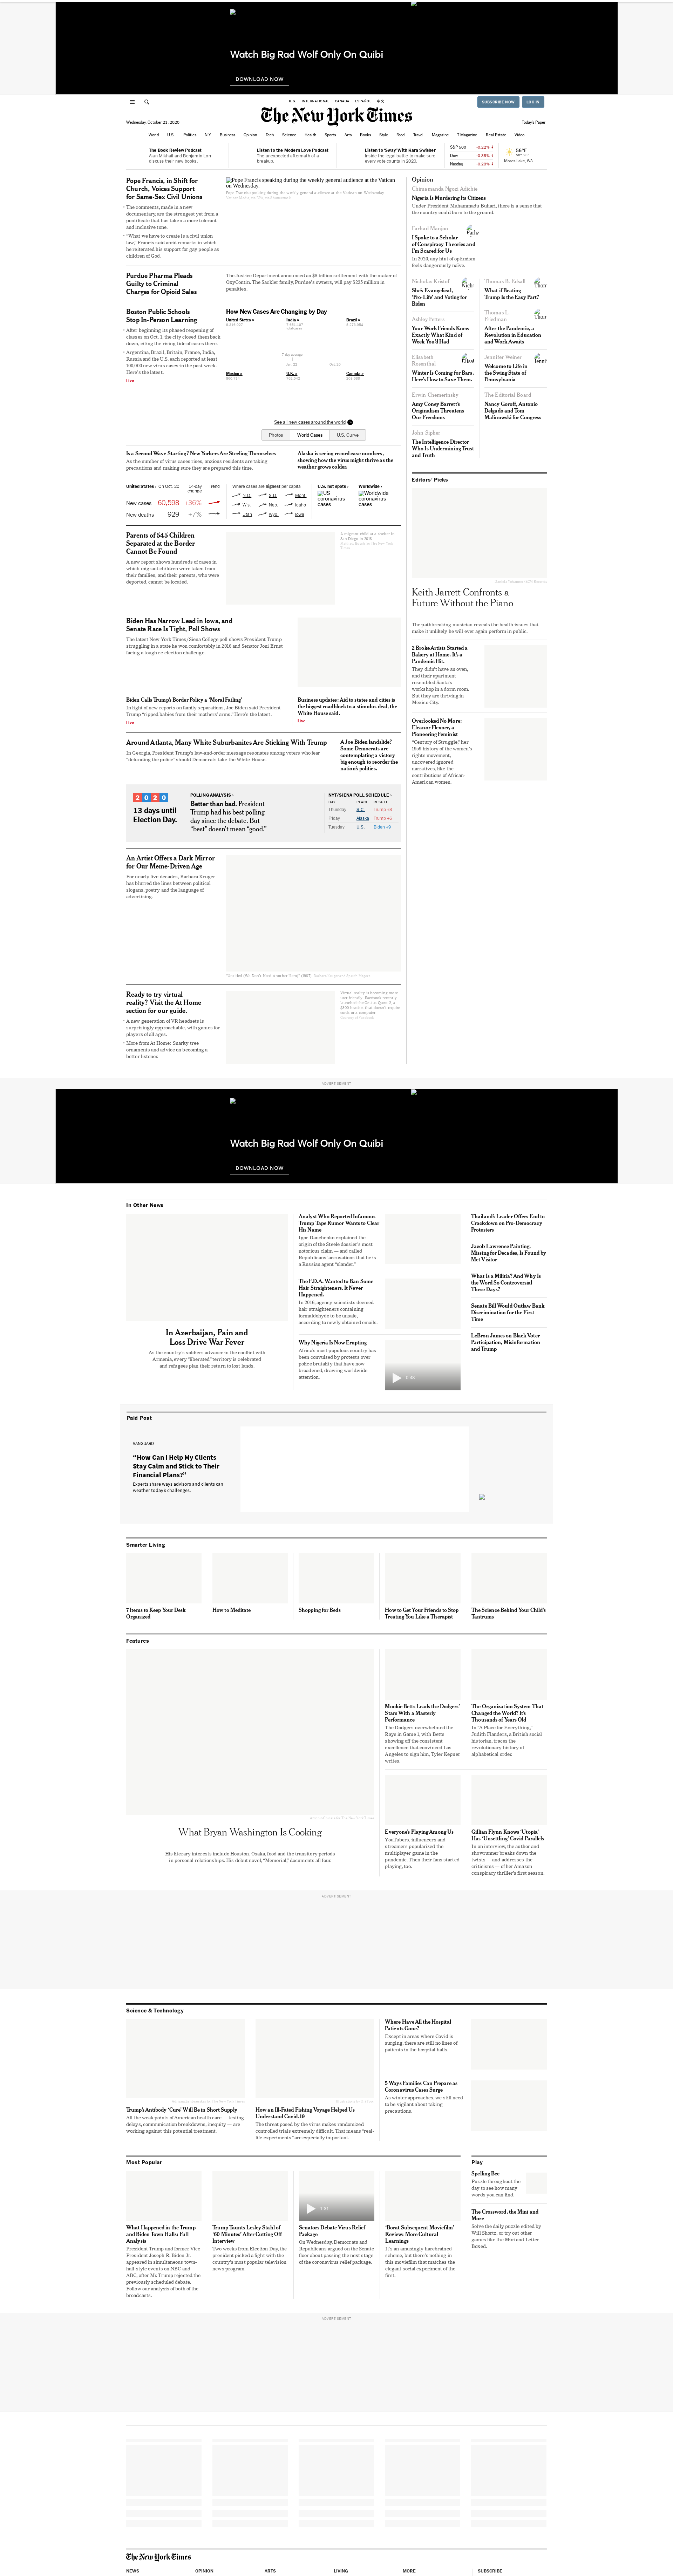 Watch Big Rad Wolf Only On Quibi
DOWNLOAD NOW
U.S. INTERNATIONAL CANADA ESPAÑOL 中文
SUBSCRIBE NOW LOG IN
The New York Times
Wednesday, October 21, 2020
Today's Paper
World U.S. Politics N.Y. Business Opinion Tech Science Health Sports Arts Books Style Food Travel Magazine T Magazine Real Estate Video
The Book Review Podcast
Listen to the Modern Love Podcast
Listen to 'Sway' With Kara Swisher
Pope Francis, in Shift for
Church, Voices Support
for Same-Sex Civil Unions
The comments, made in a new
documentary, are the strongest yet from a
pontificate that has taken a more tolerant
and inclusive tone.
"What we have to create is a civil union
law," Francis said amid remarks in which
he reiterated his support for gay people as
children of God.
Pope Francis speaking during the weekly general audience at the Vatican
on Wednesday.
Purdue Pharma Pleads
Guilty to Criminal
Charges for Opioid Sales
The Justice Department announced an $8 billion settlement with the maker of
OxyContin. The Sackler family, Purdue's owners, will pay $225 million in
penalties.
Boston Public Schools
Stop In-Person Learning
After beginning its phased reopening of
classes on Oct. 1, the city closed them back
down, citing the rising tide of cases there.
Argentina, Brazil, Britain, France, India,
Russia and the U.S. each reported at least
100,000 new virus cases in the past week.
Here's the latest.
Live
How New Cases Are Changing by Day
United States »
India »
Brazil »
Mexico »
U.K. »
Canada »
See all new cases around the world
Photos World Cases U.S. Curve
Is a Second Wave Starting? New Yorkers Are Steeling Themselves
As the number of virus cases rises, anxious residents are taking
precautions and making sure they are prepared this time.
Alaska is seeing record case numbers,
showing how the virus might thrive as the
weather grows colder.
United States › On Oct. 20 14-day change Trend
New cases 60,598 +36%
New deaths 929 +7%
Where cases are highest per capita
N.D. S.D. Mont.
Wis. Neb. Idaho
Utah Wyo. Iowa
U.S. hot spots ›
US coronavirus cases
Worldwide ›
Worldwide coronavirus cases
Parents of 545 Children
Separated at the Border
Cannot Be Found
A new report shows hundreds of cases in
which migrant children were taken from
their families, and their parents, who were
deported, cannot be located.
Biden Has Narrow Lead in Iowa, and
Senate Race Is Tight, Poll Shows
The latest New York Times/Siena College poll shows President Trump
struggling in a state he won comfortably in 2016 and Senator Joni Ernst
facing a tough re-election challenge.
Biden Calls Trump's Border Policy a 'Moral Failing'
In light of new reports on family separations, Joe Biden said President
Trump "ripped babies from their mothers' arms." Here's the latest.
Live
Business updates: Aid to states and cities is
the biggest roadblock to a stimulus deal, the
White House said.
Live
Around Atlanta, Many White Suburbanites Are Sticking With Trump
In Georgia, President Trump's law-and-order message resonates among voters who fear
"defunding the police" should Democrats take the White House.
A Joe Biden landslide?
Some Democrats are
contemplating a victory
big enough to reorder the
nation's politics.
2020
13 days until
Election Day.
POLLING ANALYSIS ›
Better than bad. President
Trump had his best polling
day since the debate. But
"best" doesn't mean "good."
NYT/SIENA POLL SCHEDULE ›
DAY PLACE RESULT
Thursday S.C. Trump +8
Friday Alaska Trump +6
Tuesday U.S. Biden +9
An Artist Offers a Dark Mirror
for Our Meme-Driven Age
For nearly five decades, Barbara Kruger
has blurred the lines between political
slogans, poetry and the language of
advertising.
Ready to try virtual
reality? Visit the At Home
section for our guide.
A new generation of VR headsets is
surprisingly approachable, with games for
players of all ages.
More from At Home: Snarky tree
ornaments and advice on becoming a
better listener.
Opinion
Chimamanda Ngozi Adichie
Nigeria Is Murdering Its Citizens
Under President Muhammadu Buhari, there is a sense that
the country could burn to the ground.
Farhad Manjoo
I Spoke to a Scholar
of Conspiracy Theories and
I'm Scared for Us
In 2020, any hint of optimism
feels dangerously naïve.
Nicholas Kristof
She's Evangelical,
'Pro-Life' and Voting for
Biden
Thomas B. Edsall
What if Beating
Trump Is the Easy Part?
Ashley Fetters
Your Work Friends Knew
Exactly What Kind of
Week You'd Had
Thomas L.
Friedman
After the Pandemic, a
Revolution in Education
and Work Awaits
Elisabeth
Rosenthal
Winter Is Coming for Bars.
Here's How to Save Them.
Jennifer Weiner
Welcome to Life in
the Swing State of
Pennsylvania
Erwin Chemerinsky
Amy Coney Barrett's
Originalism Threatens
Our Freedoms
The Editorial Board
Nancy Goroff, Antonio
Delgado and Tom
Malinowski for Congress
John Sipher
The Intelligence Director
Who Is Undermining Trust
and Truth
Editors' Picks
Keith Jarrett Confronts a
Future Without the Piano
The pathbreaking musician reveals the health issues that
make it unlikely he will ever again perform in public.
2 Broke Artists Started a
Bakery at Home. It's a
Pandemic Hit.
They didn't have an oven,
and their apartment
resembled Santa's
workshop in a dorm room.
But they are thriving in
Mexico City.
Overlooked No More:
Eleanor Flexner, a
Pioneering Feminist
"Century of Struggle," her
1959 history of the women's
rights movement,
uncovered ignored
narratives, like the
contributions of African-
American women.
ADVERTISEMENT
Watch Big Rad Wolf Only On Quibi
DOWNLOAD NOW
In Other News
In Azerbaijan, Pain and
Loss Drive War Fever
As the country's soldiers advance in the conflict with
Armenia, every "liberated" territory is celebrated
and refugees plan their return to lost lands.
Analyst Who Reported Infamous
Trump Tape Rumor Wants to Clear
His Name
Igor Danchenko explained the
origin of the Steele dossier's most
notorious claim — and called
Republicans' accusations that he is
a Russian agent "slander."
The F.D.A. Wanted to Ban Some
Hair Straighteners. It Never
Happened.
In 2016, agency scientists deemed
hair straighteners containing
formaldehyde to be unsafe,
according to newly obtained emails.
Why Nigeria Is Now Erupting
Africa's most populous county has
been convulsed by protests over
police brutality that have now
broadened, drawing worldwide
attention.
Thailand's Leader Offers End to
Crackdown on Pro-Democracy
Protesters
Jacob Lawrence Painting,
Missing for Decades, Is Found by
Met Visitor
What Is a Militia? And Why Is
the Word So Controversial
These Days?
Senate Bill Would Outlaw Bank
Discrimination for the First
Time
LeBron James on Black Voter
Participation, Misinformation
and Trump
Paid Post
VANGUARD
"How Can I Help My Clients
Stay Calm and Stick to Their
Financial Plans?"
Experts share ways advisors and clients can
weather today's challenges.
Smarter Living
7 Items to Keep Your Desk
Organized
How to Meditate
Shopping for Beds
How to Get Your Friends to Stop
Treating You Like a Therapist
The Science Behind Your Child's
Tantrums
Features
What Bryan Washington Is Cooking
His literary interests include Houston, Osaka, food and the transitory periods
in personal relationships. His debut novel, "Memorial," documents all four.
Mookie Betts Leads the Dodgers'
Stars With a Masterly
Performance
The Dodgers overwhelmed the
Rays in Game 1, with Betts
showing off the consistent
excellence that convinced Los
Angeles to sign him, Tyler Kepner
writes.
The Organization System That
Changed the World? It's
Thousands of Years Old
In "A Place for Everything,"
Judith Flanders, a British social
historian, traces the
revolutionary history of
alphabetical order.
Everyone's Playing Among Us
YouTubers, influencers and
streamers popularized the
multiplayer game in the
pandemic. Then their fans started
playing, too.
Gillian Flynn Knows 'Utopia'
Has 'Unsettling' Covid Parallels
In an interview, the author and
showrunner breaks down the
twists — and addresses the
criticisms — of her Amazon
conspiracy thriller's first season.
ADVERTISEMENT
Science & Technology
Trump's Antibody 'Cure' Will Be in Short Supply
All the weak points of American health care — testing
delays, communication breakdowns, inequity — are
working against this potential treatment.
How an Ill-Fated Fishing Voyage Helped Us
Understand Covid-19
The threat posed by the virus makes randomized
controlled trials extremely difficult. That means "real-
life experiments" are especially important.
Where Have All the Hospital
Patients Gone?
Except in areas where Covid is
surging, there are still no lines of
patients in the hospital halls.
5 Ways Families Can Prepare as
Coronavirus Cases Surge
As winter approaches, we still need
to be vigilant about taking
precautions.
Most Popular
What Happened in the Trump
and Biden Town Halls: Full
Analysis
President Trump and former Vice
President Joseph R. Biden Jr.
appeared in simultaneous town-
hall-style events on NBC and
ABC, after Mr. Trump rejected the
previously scheduled debate.
Follow our analysis of both of the
broadcasts.
Trump Taunts Lesley Stahl of
'60 Minutes' After Cutting Off
Interview
Two weeks from Election Day, the
president picked a fight with the
country's most popular television
news program.
Senators Debate Virus Relief
Package
On Wednesday, Democrats and
Republicans argued on the Senate
floor about passing the next stage
of the coronavirus relief package.
'Borat Subsequent Moviefilm'
Review: More Cultural
Learnings
It's an annoyingly harebrained
scheme, but there's nothing in
this mediafilm that matches the
elegant social experiment of the
first.
Play
Spelling Bee
Puzzle throughout the
day to see how many
words you can find.
The Crossword, the Mini and
More
Solve the daily puzzle edited by
Will Shortz, or try out other
games like the Mini and Letter
Boxed.
ADVERTISEMENT
The New York Times
NEWS OPINION ARTS LIVING MORE SUBSCRIBE